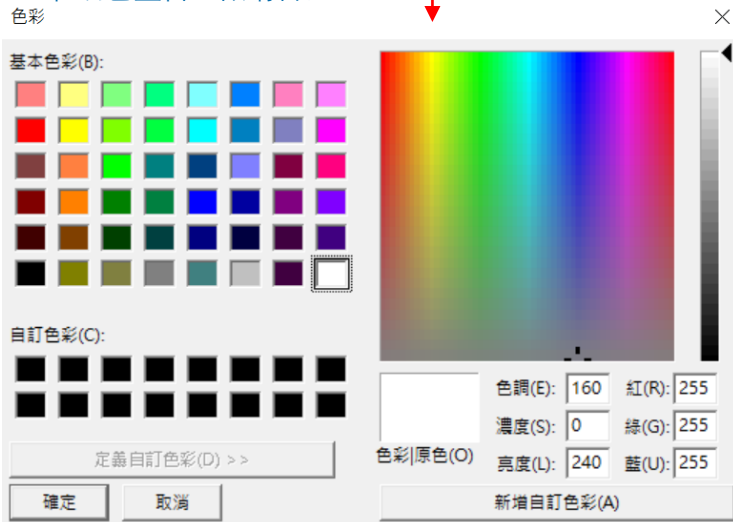 色彩
基本色彩(B):
自訂色彩(C):
定義自訂色彩(D) >>
確定
取消
色彩|原色(O)
色調(E): 160
濃度(S): 0
亮度(L): 240
紅(R): 255
綠(G): 255
藍(U): 255
新增自訂色彩(A)